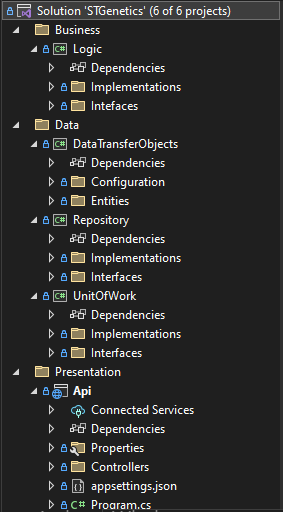 Solution 'STGenetics' (6 of 6 projects)
Business
C# Logic
Dependencies
Implementations
Intefaces
Data
C# DataTransferObjects
Dependencies
Configuration
Entities
C# Repository
Dependencies
Implementations
Interfaces
C# UnitOfWork
Dependencies
Implementations
Interfaces
Presentation
Api
Connected Services
Dependencies
Properties
Controllers
appsettings.json
C# Program.cs